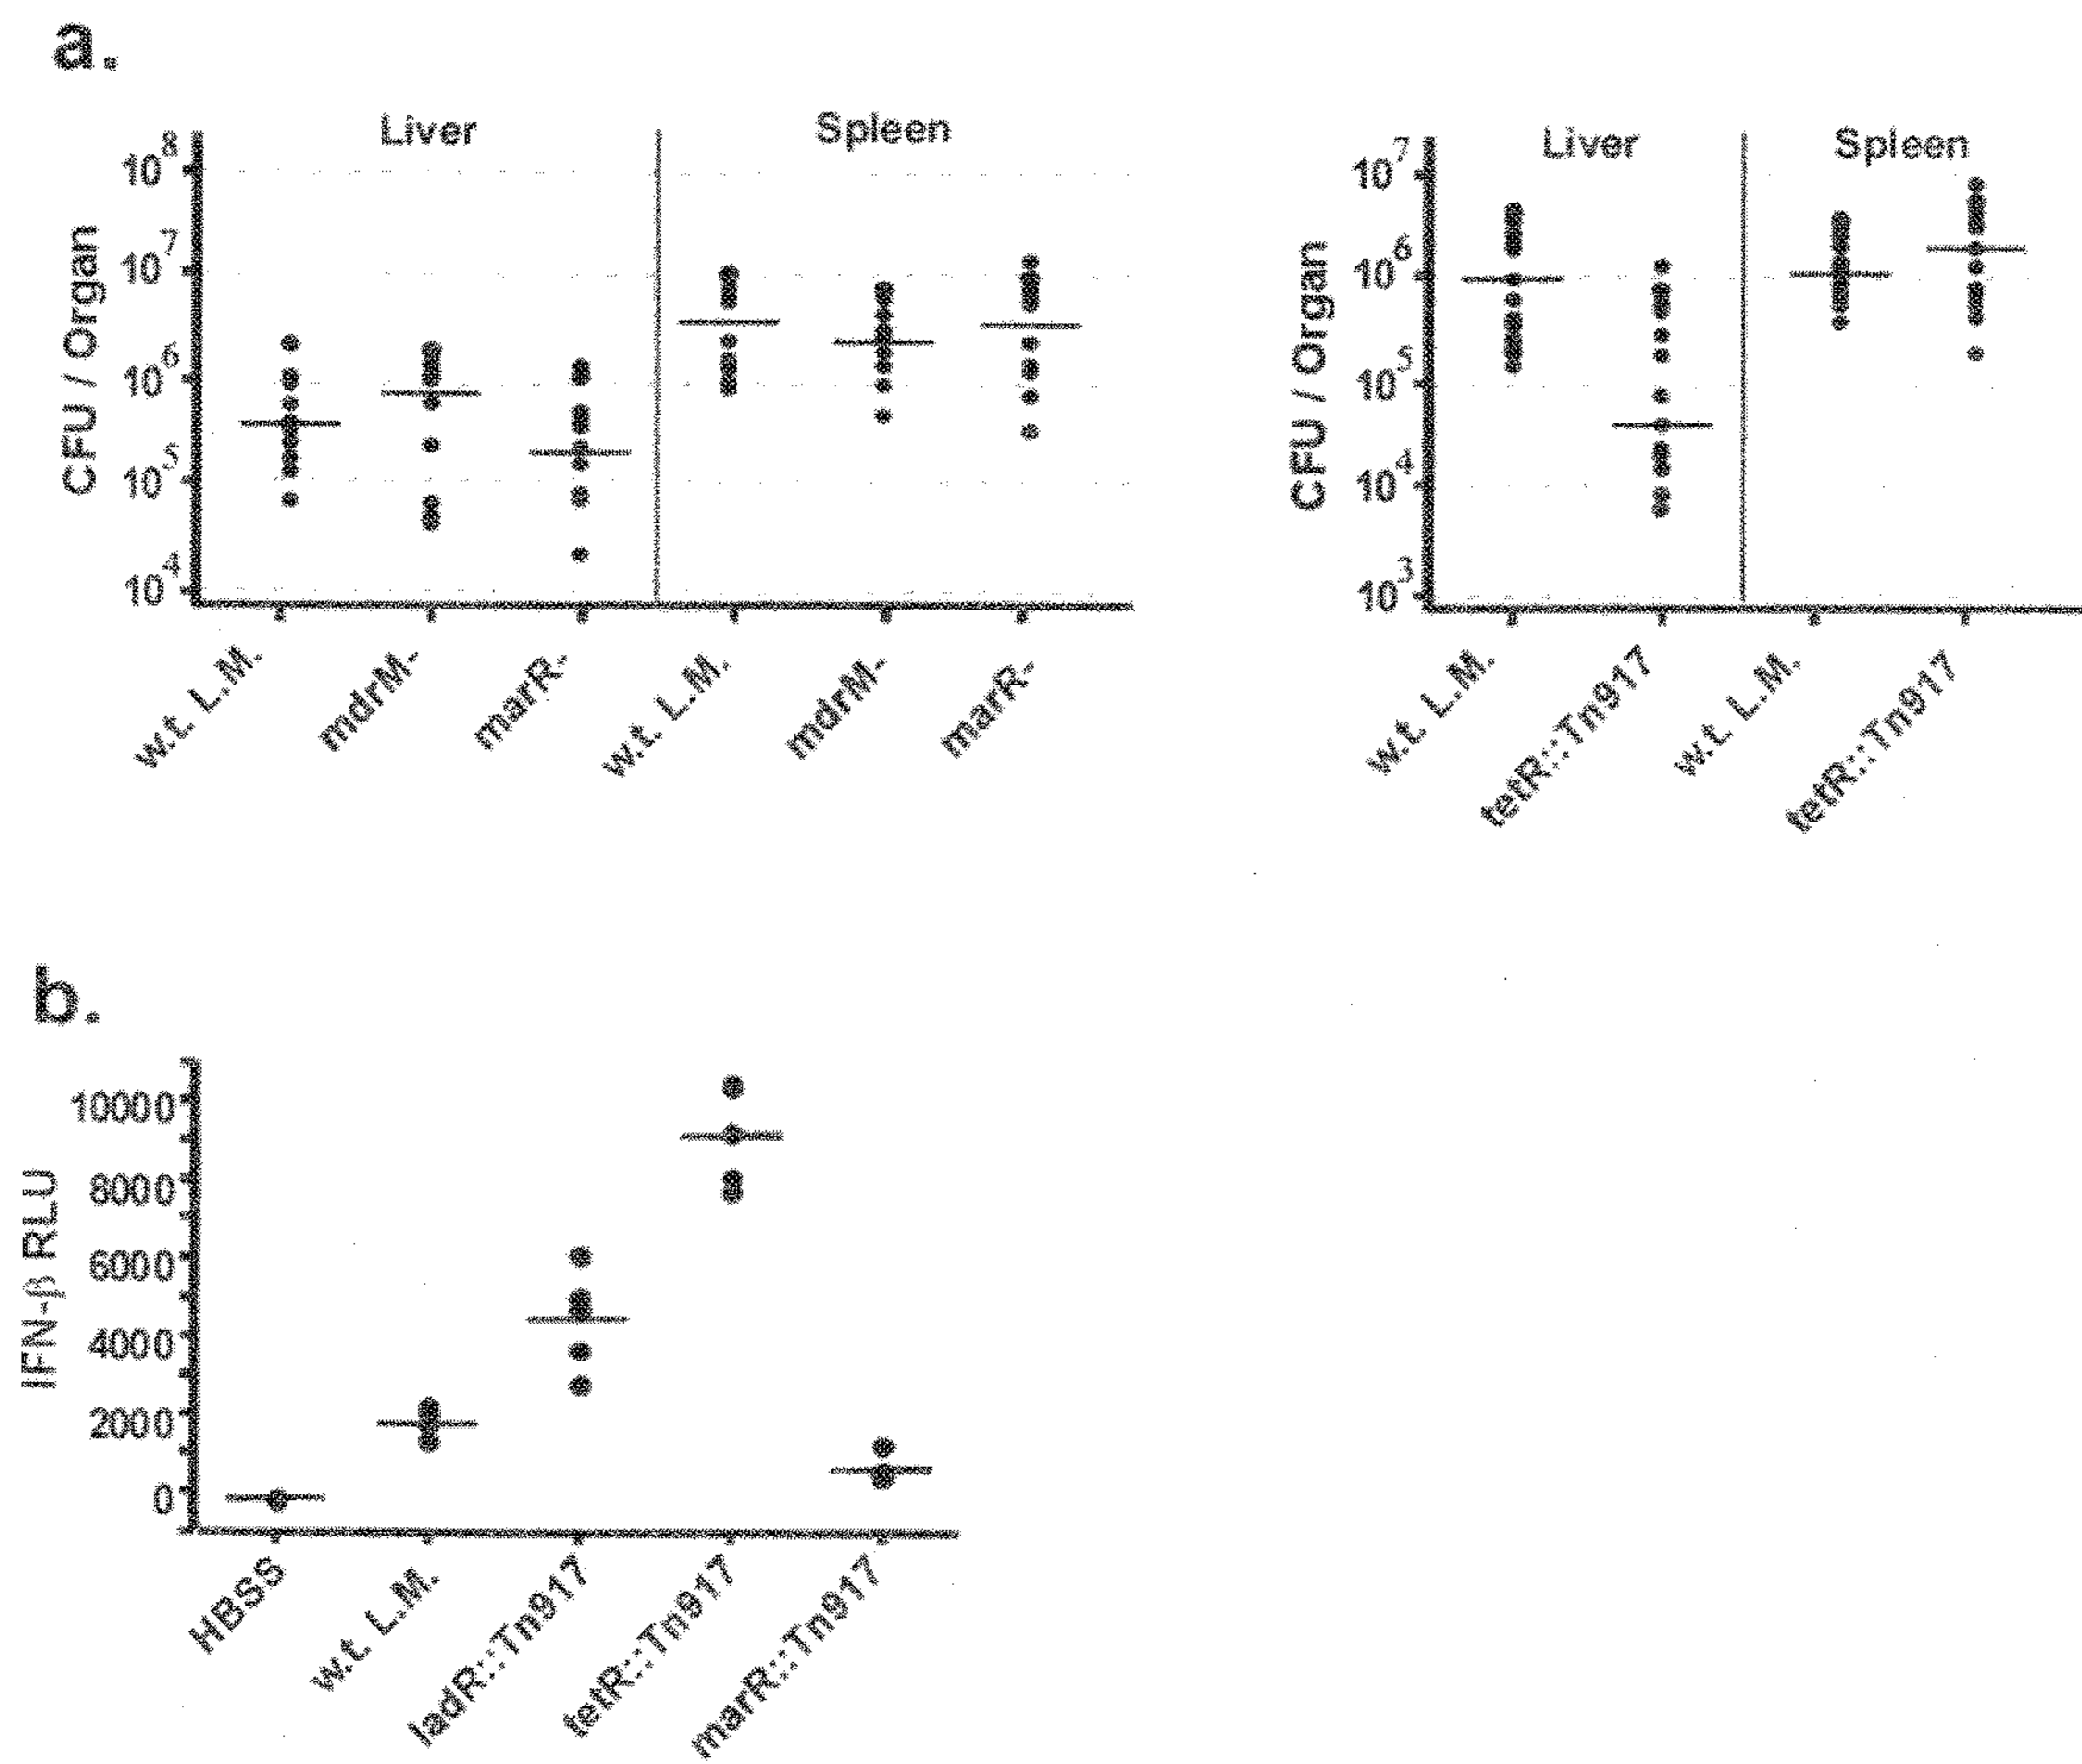 a.
Liver Spleen
CFU / Organ
10^8
10^7
10^6
10^5
10^4
w.t. L.M. mdrM- marR- w.t. L.M. mdrM- marR-
Liver Spleen
CFU / Organ
10^7
10^6
10^5
10^4
10^3
w.t. L.M. tetR::Tn917 w.t. L.M. tetR::Tn917
b.
IFN-β RLU
10000
8000
6000
4000
2000
0
HBSS w.t. L.M. ladR::Tn917 tetR::Tn917 marR::Tn917